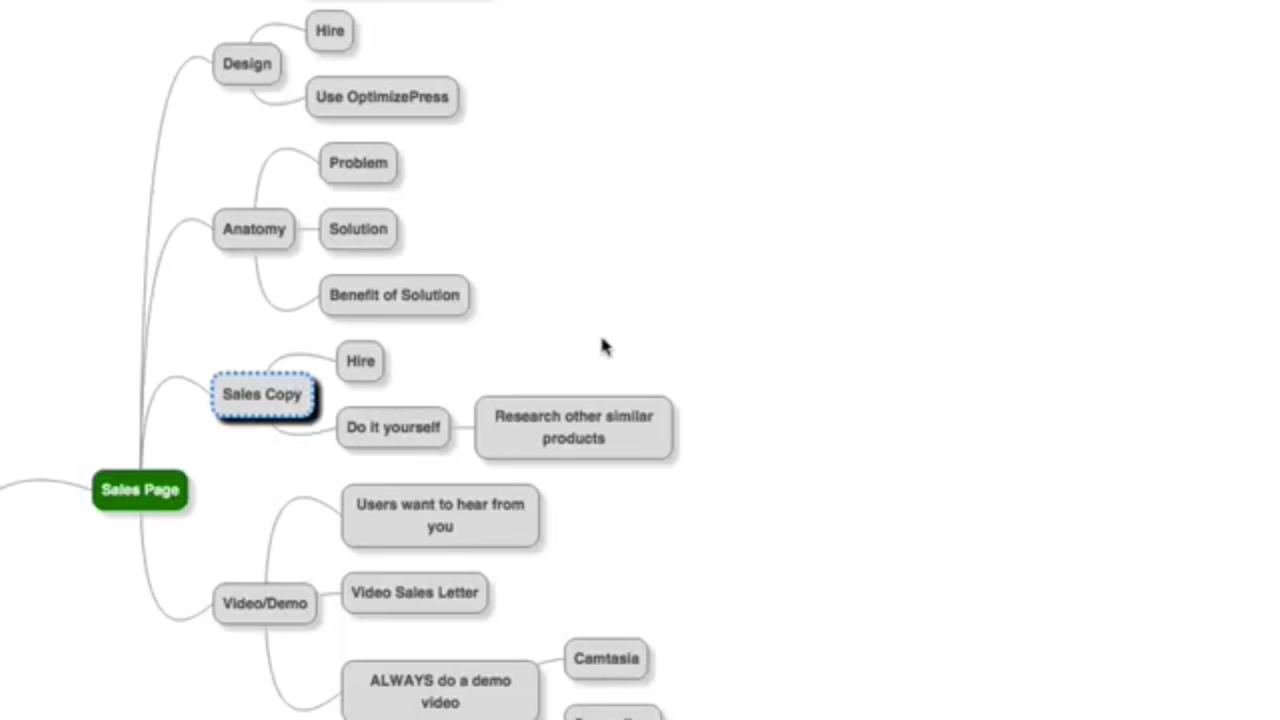 Hire
Design
Use OptimizePress
Problem
Anatomy
Solution
Benefit of Solution
Hire
Sales Copy
Do it yourself
Research other similar
products
Sales Page
Users want to hear from
you
Video/Demo
Video Sales Letter
ALWAYS do a demo
video
Camtasia